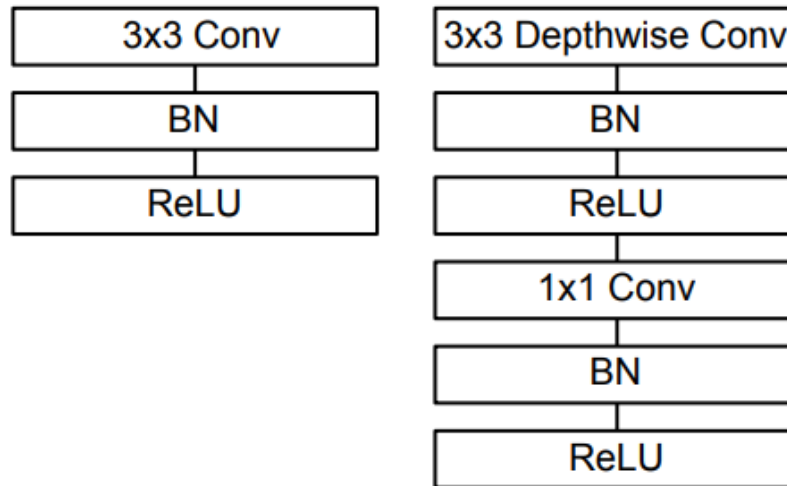 3x3 Conv
BN
ReLU
3x3 Depthwise Conv
BN
ReLU
1x1 Conv
BN
ReLU